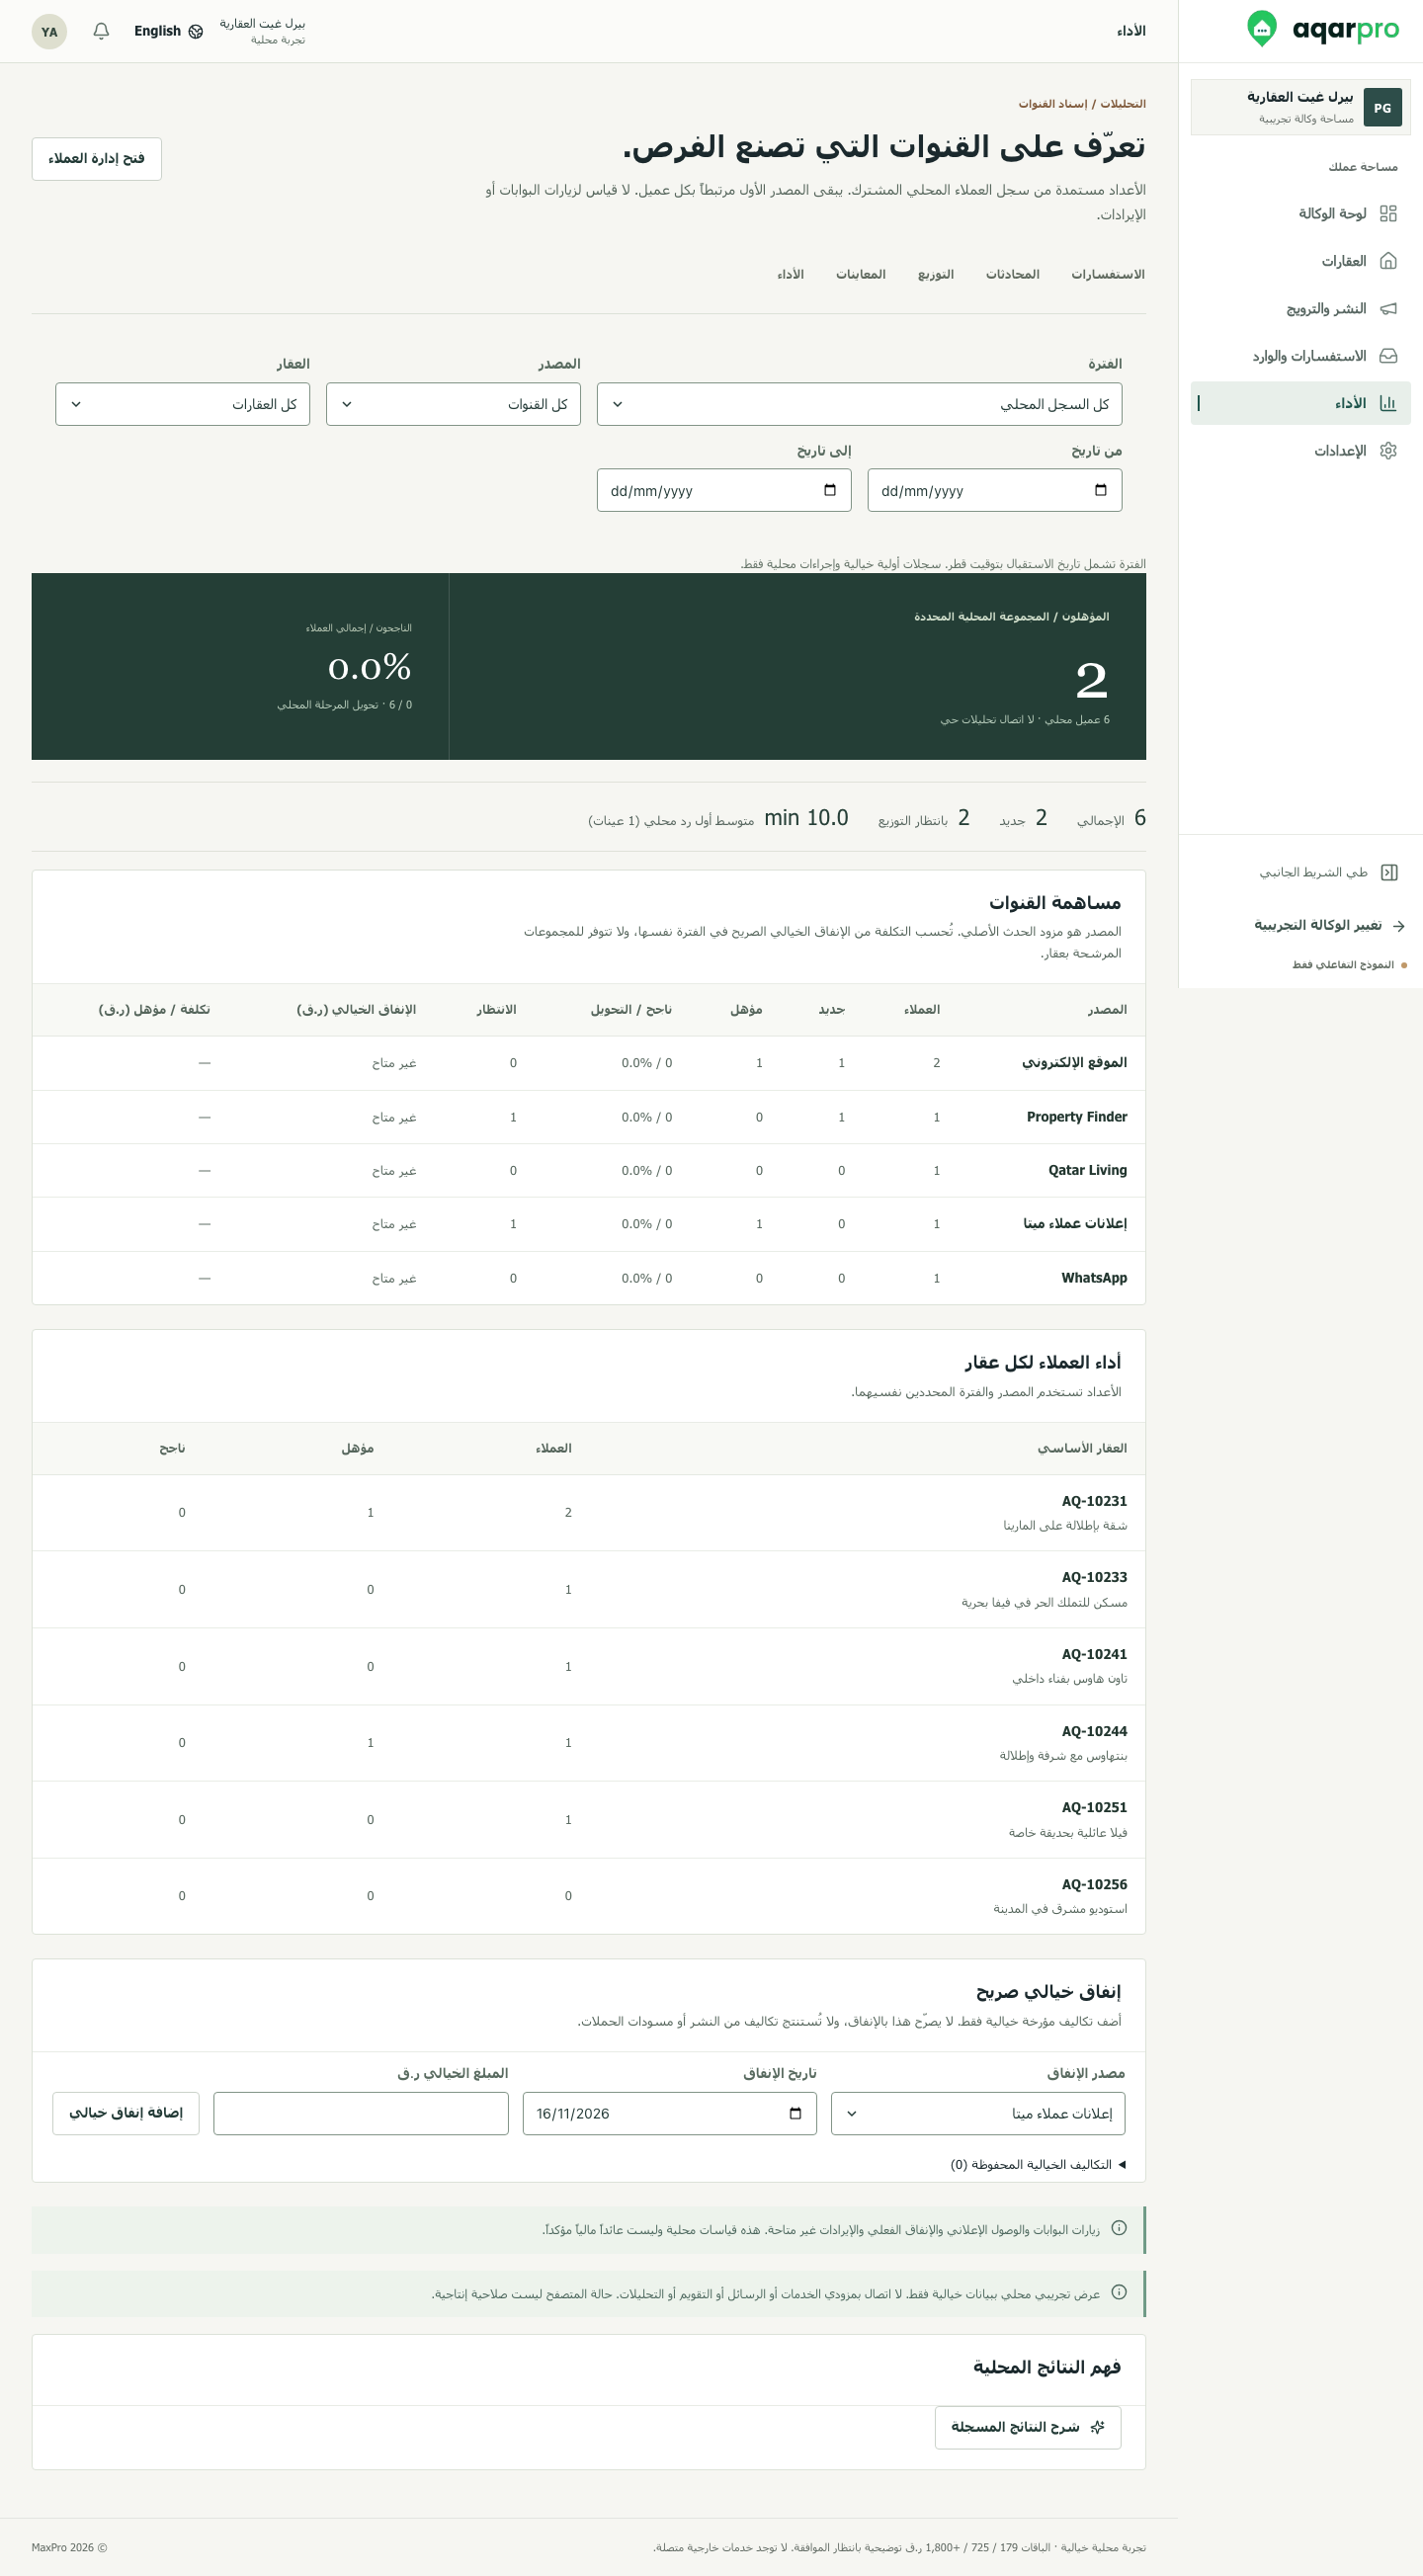 aqarpro
PG
بيرل غيت العقارية
مساحة وكالة تجريبية
مساحة عملك
لوحة الوكالة
العقارات
النشر والترويج
الاستفسارات والوارد
الأداء
الإعدادات
طي الشريط الجانبي
تغيير الوكالة التجريبية
النموذج التفاعلي فقط
الأداء
بيرل غيت العقارية
تجربة محلية
English
YA
التحليلات / إسناد القنوات
تعرّف على القنوات التي تصنع الفرص.
الأعداد مستمدة من سجل العملاء المحلي المشترك. يبقى المصدر الأول مرتبطاً بكل عميل. لا قياس لزيارات البوابات أو
الإيرادات.
فتح إدارة العملاء
الاستفسارات المحادثات التوزيع المعاينات الأداء
الفترة المصدر العقار
كل السجل المحلي كل القنوات كل العقارات
من تاريخ إلى تاريخ
dd/mm/yyyy dd/mm/yyyy
الفترة تشمل تاريخ الاستقبال بتوقيت قطر. سجلات أولية خيالية وإجراءات محلية فقط.
المؤهلون / المجموعة المحلية المحددة
2
6 عميل محلي · لا اتصال تحليلات حي
الناجحون / إجمالي العملاء
0.0%
0 / 6 · تحويل المرحلة المحلي
6 الإجمالي 2 جديد 2 بانتظار التوزيع 10.0 min متوسط أول رد محلي (1 عينات)
مساهمة القنوات
المصدر هو مزود الحدث الأصلي. تُحسب التكلفة من الإنفاق الخيالي الصريح في الفترة نفسها، ولا تتوفر للمجموعات
المرشحة بعقار.
المصدر العملاء جديد مؤهل ناجح / التحويل الانتظار الإنفاق الخيالي (ر.ق) تكلفة / مؤهل (ر.ق)
الموقع الإلكتروني 2 1 1 0 / 0.0% 0 غير متاح —
Property Finder 1 1 0 0 / 0.0% 1 غير متاح —
Qatar Living 1 0 0 0 / 0.0% 0 غير متاح —
إعلانات عملاء ميتا 1 0 1 0 / 0.0% 1 غير متاح —
WhatsApp 1 0 0 0 / 0.0% 0 غير متاح —
أداء العملاء لكل عقار
الأعداد تستخدم المصدر والفترة المحددين نفسيهما.
العقار الأساسي العملاء مؤهل ناجح
AQ-10231 2 1 0
شقة بإطلالة على المارينا
AQ-10233 1 0 0
مسكن للتملك الحر في فيفا بحرية
AQ-10241 1 0 0
تاون هاوس بفناء داخلي
AQ-10244 1 1 0
بنتهاوس مع شرفة وإطلالة
AQ-10251 1 0 0
فيلا عائلية بحديقة خاصة
AQ-10256 0 0 0
استوديو مشرق في المدينة
إنفاق خيالي صريح
أضف تكاليف مؤرخة خيالية فقط. لا يصرّح هذا بالإنفاق، ولا تُستنتج تكاليف من النشر أو مسودات الحملات.
مصدر الإنفاق تاريخ الإنفاق المبلغ الخيالي ر.ق
إعلانات عملاء ميتا 16/11/2026 إضافة إنفاق خيالي
التكاليف الخيالية المحفوظة (0)
زيارات البوابات والوصول الإعلاني والإنفاق الفعلي والإيرادات غير متاحة. هذه قياسات محلية وليست عائداً مالياً مؤكداً.
عرض تجريبي محلي ببيانات خيالية فقط. لا اتصال بمزودي الخدمات أو الرسائل أو التقويم أو التحليلات. حالة المتصفح ليست صلاحية إنتاجية.
فهم النتائج المحلية
شرح النتائج المسجلة
تجربة محلية خيالية · الباقات 179 / 725 / +1,800 ر.ق توضيحية بانتظار الموافقة. لا توجد خدمات خارجية متصلة.
© 2026 MaxPro